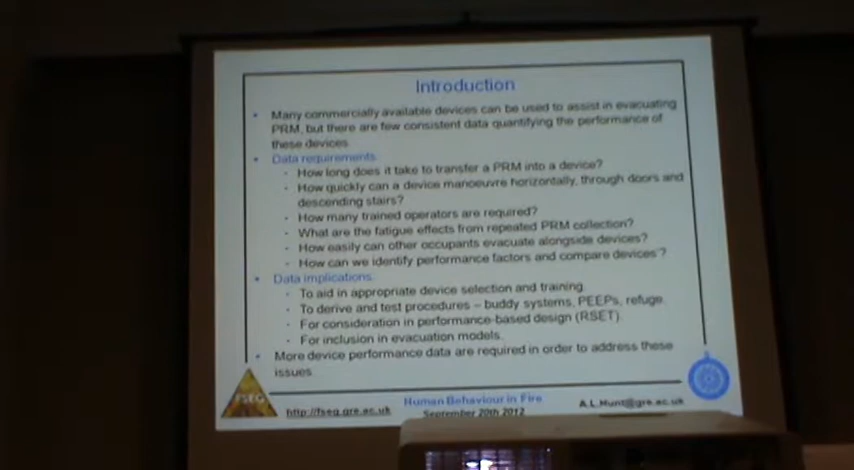 Introduction
Many commercially available devices can be used to assist in evacuating
PRM, but there are few consistent data quantifying the performance of
these devices.
Data requirements:
- How long does it take to transfer a PRM into a device?
- How quickly can a device manoeuvre horizontally, through doors and
descending stairs?
- How many trained operators are required?
- What are the fatigue effects from repeated PRM collection?
- How easily can other occupants evacuate alongside devices?
- How can we identify performance factors and compare devices?
Data implications:
- To aid in appropriate device selection and training.
- To derive and test procedures – buddy systems, PEEPs, refuge.
- For consideration in performance-based design (RSET).
- For inclusion in evacuation models.
More device performance data are required in order to address these
issues.
FSEG
http://fseg.gre.ac.uk
Human Behaviour in Fire
September 20th 2012
A.L.Hunt@gre.ac.uk